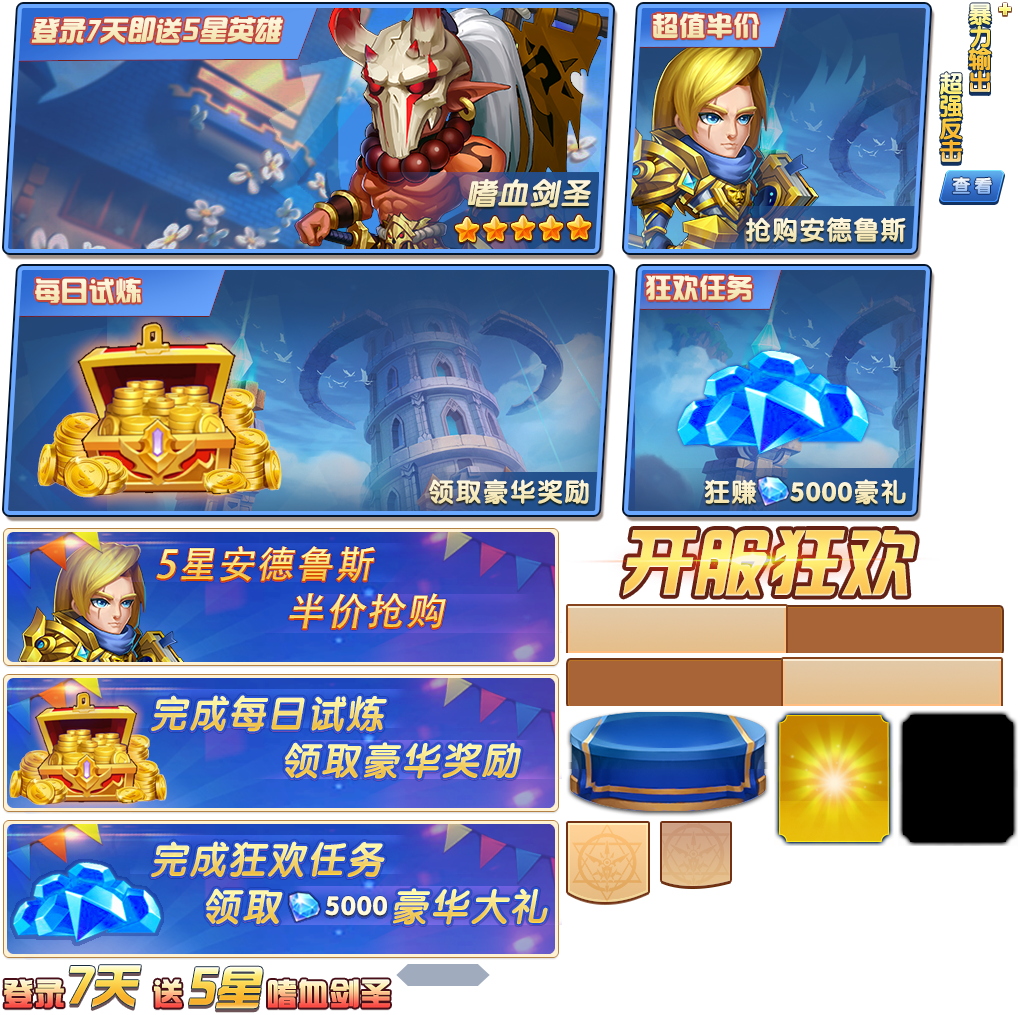 登录7天即送5星英雄
嗜血剑圣
超值半价
抢购安德鲁斯
暴力输出
+
超强反击
查看
每日试炼
领取豪华奖励
狂欢任务
狂赚5000豪礼
5星安德鲁斯
半价抢购
开服狂欢
完成每日试炼
领取豪华奖励
完成狂欢任务
领取5000豪华大礼
登录7天 送5星嗜血剑圣